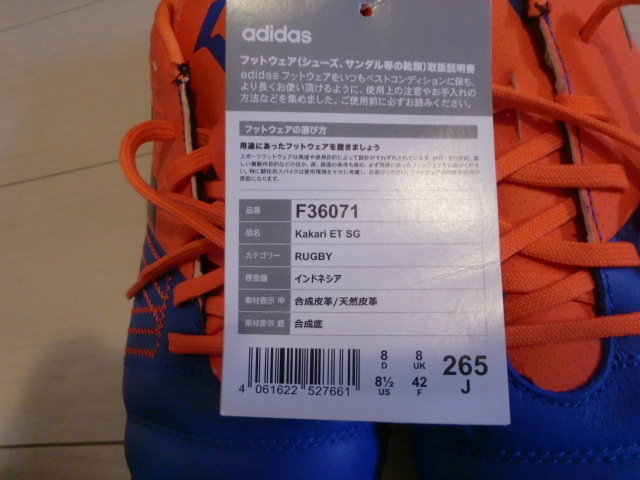 adidas
フットウェア(シューズ、サンダル等の靴類)取扱説明書
adidas フットウェアをいつもベストコンディションに保ち、
より長くお使い頂けるように、使用上の注意やお手入れの
方法などを集めました。ご使用前に必ずお読みください。
フットウェアの選び方
用途にあったフットウェアを履きましょう
品番 F36071
品名 Kakari ET SG
カテゴリー RUGBY
原産国 インドネシア
素材表示 甲 合成皮革/天然皮革
素材表示 底 合成底
8 D 8 UK 265 J
8½ US 42 F
4 061622 527661